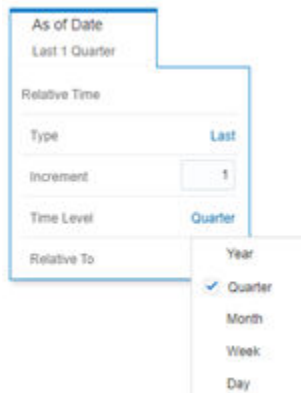 As of Date
Last 1 Quarter
Relative Time
Type Last
Increment 1
Time Level Quarter
Relative To
Year
Quarter
Month
Week
Day